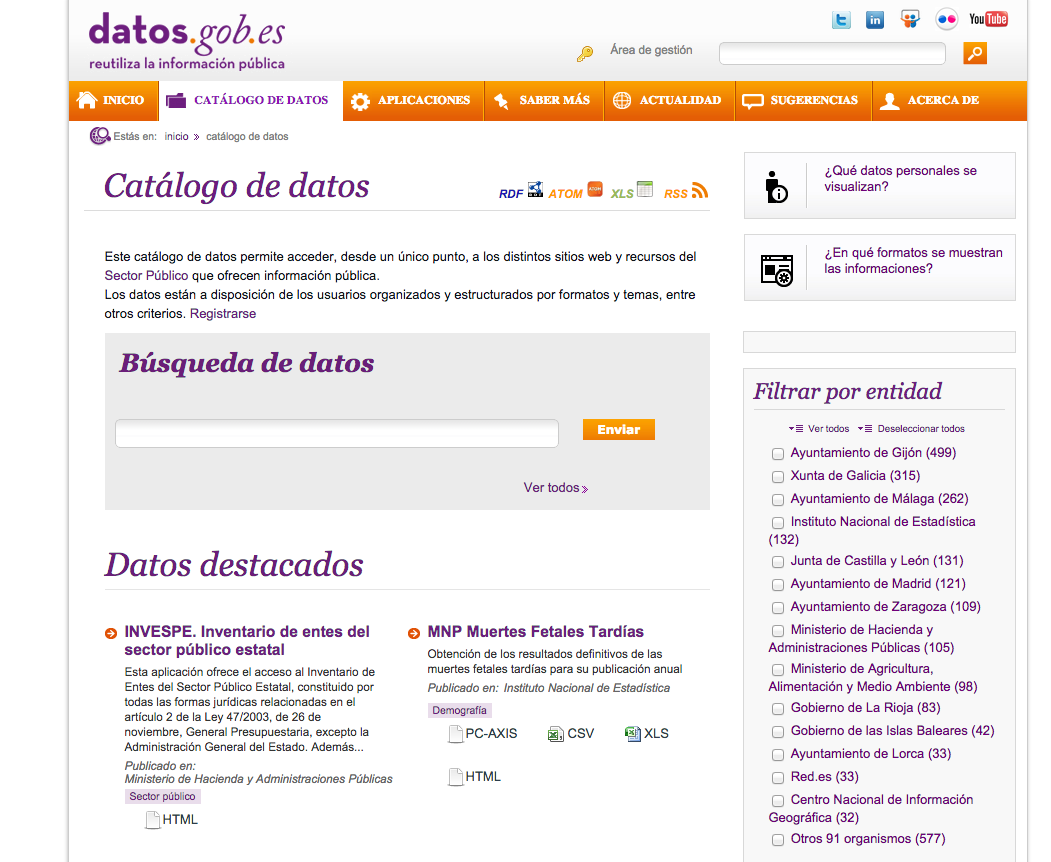 datos.gob.es
reutiliza la información pública
Área de gestión
You Tube
INICIO
CATÁLOGO DE DATOS
APLICACIONES
SABER MÁS
ACTUALIDAD
SUGERENCIAS
ACERCA DE
Estás en: inicio » catálogo de datos
Catálogo de datos
RDF
ATOM
XLS
RSS
Este catálogo de datos permite acceder, desde un único punto, a los distintos sitios web y recursos del
Sector Público que ofrecen información pública.
Los datos están a disposición de los usuarios organizados y estructurados por formatos y temas, entre
otros criterios. Registrarse
Búsqueda de datos
Enviar
Ver todos »
Datos destacados
INVESPE. Inventario de entes del
sector público estatal
Esta aplicación ofrece el acceso al Inventario de
Entes del Sector Público Estatal, constituido por
todas las formas jurídicas relacionadas en el
artículo 2 de la Ley 47/2003, de 26 de
noviembre, General Presupuestaria, excepto la
Administración General del Estado. Además...
Publicado en:
Ministerio de Hacienda y Administraciones Públicas
Sector público
HTML
MNP Muertes Fetales Tardías
Obtención de los resultados definitivos de las
muertes fetales tardías para su publicación anual
Publicado en: Instituto Nacional de Estadística
Demografía
PC-AXIS
CSV
XLS
HTML
¿Qué datos personales se
visualizan?
¿En qué formatos se muestran
las informaciones?
Filtrar por entidad
Ver todos
Deseleccionar todos
Ayuntamiento de Gijón (499)
Xunta de Galicia (315)
Ayuntamiento de Málaga (262)
Instituto Nacional de Estadística
(132)
Junta de Castilla y León (131)
Ayuntamiento de Madrid (121)
Ayuntamiento de Zaragoza (109)
Ministerio de Hacienda y
Administraciones Públicas (105)
Ministerio de Agricultura,
Alimentación y Medio Ambiente (98)
Gobierno de La Rioja (83)
Gobierno de las Islas Baleares (42)
Ayuntamiento de Lorca (33)
Red.es (33)
Centro Nacional de Información
Geográfica (32)
Otros 91 organismos (577)